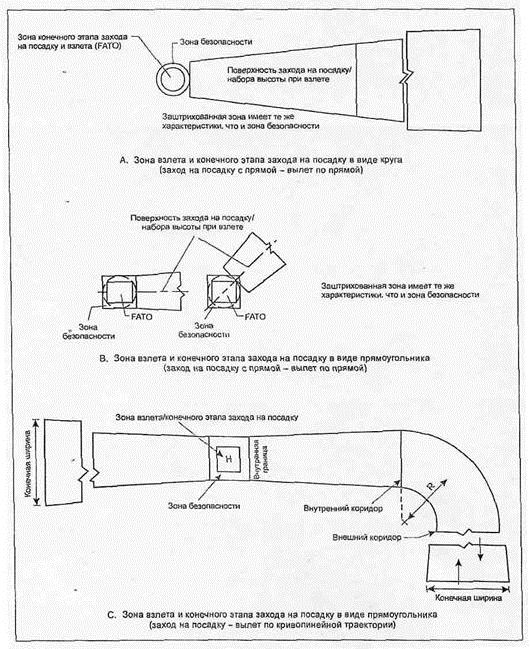 Зона конечного этапа захода
на посадку и взлета (FATO)
Зона безопасности
Поверхность захода на посадку/
набора высоты при взлете
Заштрихованная зона имеет те же
характеристики, что и зона безопасности
A. Зона взлета и конечного этапа захода на посадку в виде круга
(заход на посадку с прямой – вылет по прямой)
Поверхность захода на посадку/
набора высоты при взлете
FATO
Зона
безопасности
FATO
Зона
безопасности
Заштрихованная зона имеет те же
характеристики, что и зона безопасности
B. Зона взлета и конечного этапа захода на посадку в виде прямоугольника
(заход на посадку с прямой – вылет по прямой)
Зона взлета/конечного этапа захода на посадку
Конечная ширина
H
Внутренняя
граница
Зона безопасности
Внутренний коридор
R
Внешний коридор
Конечная ширина
C. Зона взлета и конечного этапа захода на посадку в виде прямоугольника
(заход на посадку – вылет по криволинейной траектории)